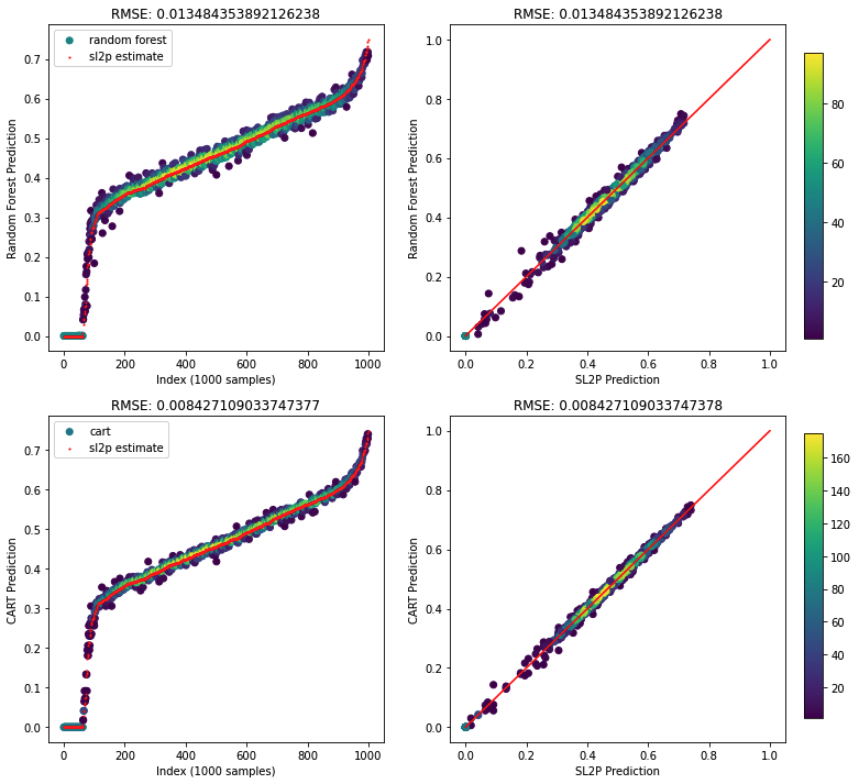 RMSE: 0.013484353892126238
RMSE: 0.013484353892126238
random forest
sl2p estimate
Random Forest Prediction
0.7
0.6
0.5
0.4
0.3
0.2
0.1
0.0
0 200 400 600 800 1000
Index (1000 samples)
Random Forest Prediction
1.0
0.8
0.6
0.4
0.2
0.0
0.0 0.2 0.4 0.6 0.8 1.0
SL2P Prediction
80
60
40
20
RMSE: 0.008427109033747377
RMSE: 0.008427109033747378
cart
sl2p estimate
CART Prediction
0.7
0.6
0.5
0.4
0.3
0.2
0.1
0.0
0 200 400 600 800 1000
Index (1000 samples)
CART Prediction
1.0
0.8
0.6
0.4
0.2
0.0
0.0 0.2 0.4 0.6 0.8 1.0
SL2P Prediction
160
140
120
100
80
60
40
20